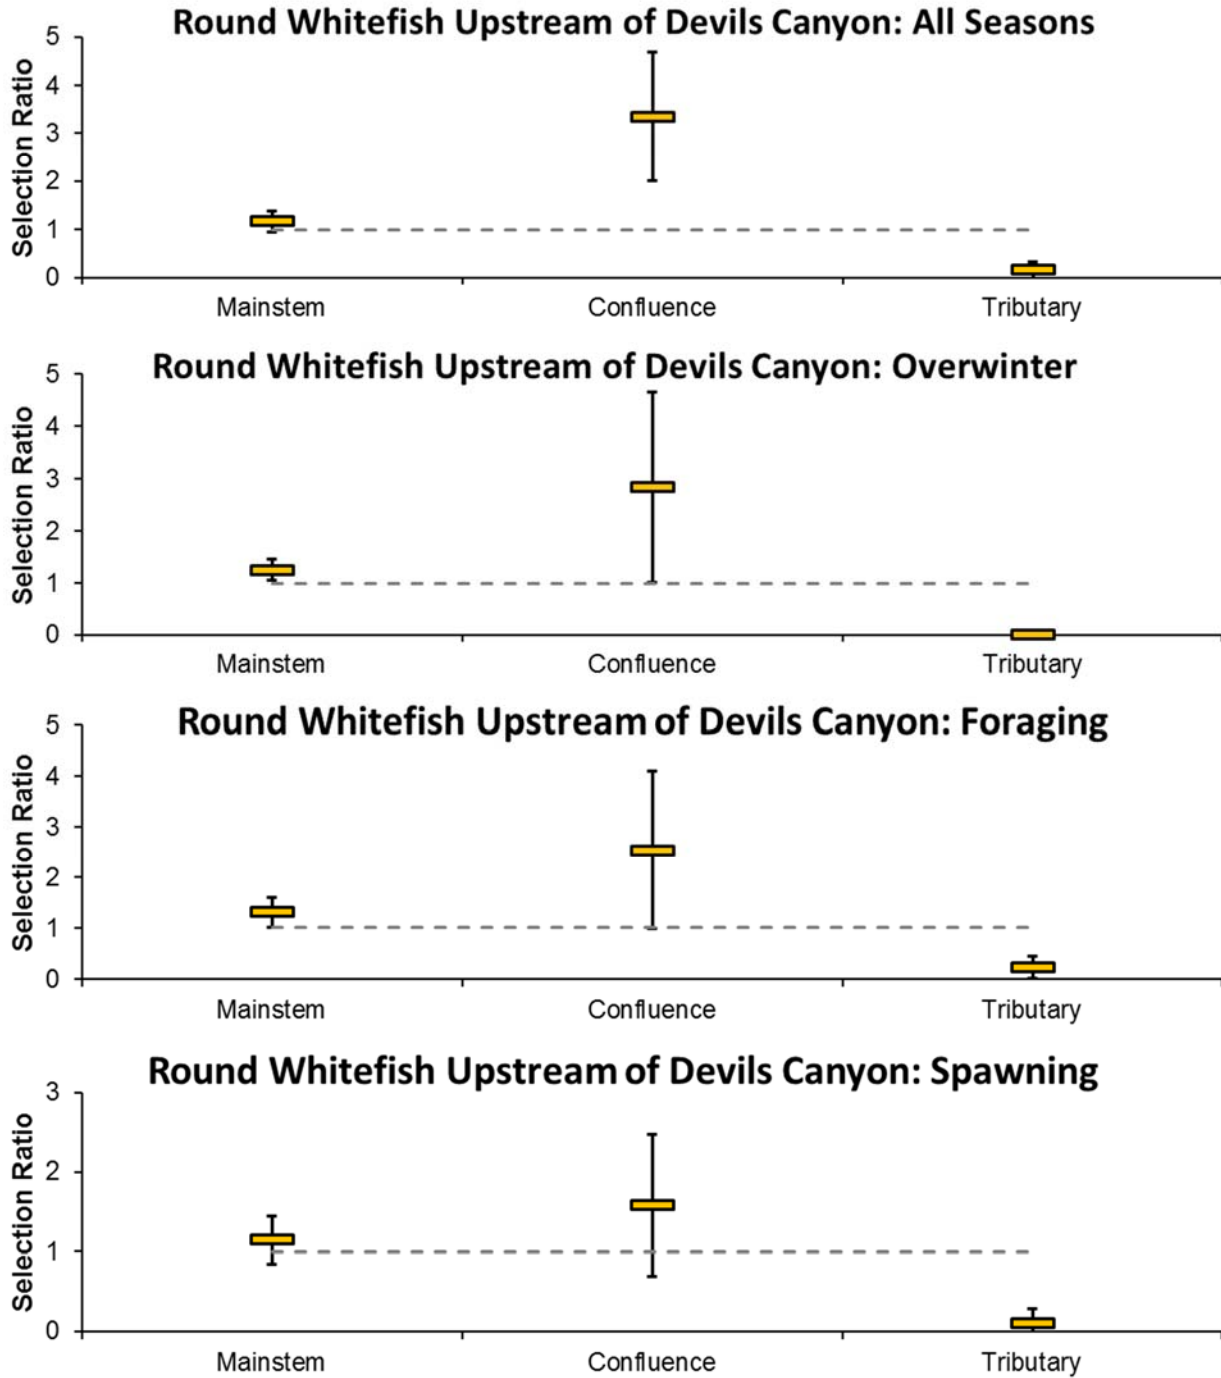 Round Whitefish Upstream of Devils Canyon: All Seasons
Selection Ratio
5
4
3
2
1
0
Mainstem Confluence Tributary
Round Whitefish Upstream of Devils Canyon: Overwinter
Selection Ratio
5
4
3
2
1
0
Mainstem Confluence Tributary
Round Whitefish Upstream of Devils Canyon: Foraging
Selection Ratio
5
4
3
2
1
0
Mainstem Confluence Tributary
Round Whitefish Upstream of Devils Canyon: Spawning
Selection Ratio
3
2
1
0
Mainstem Confluence Tributary